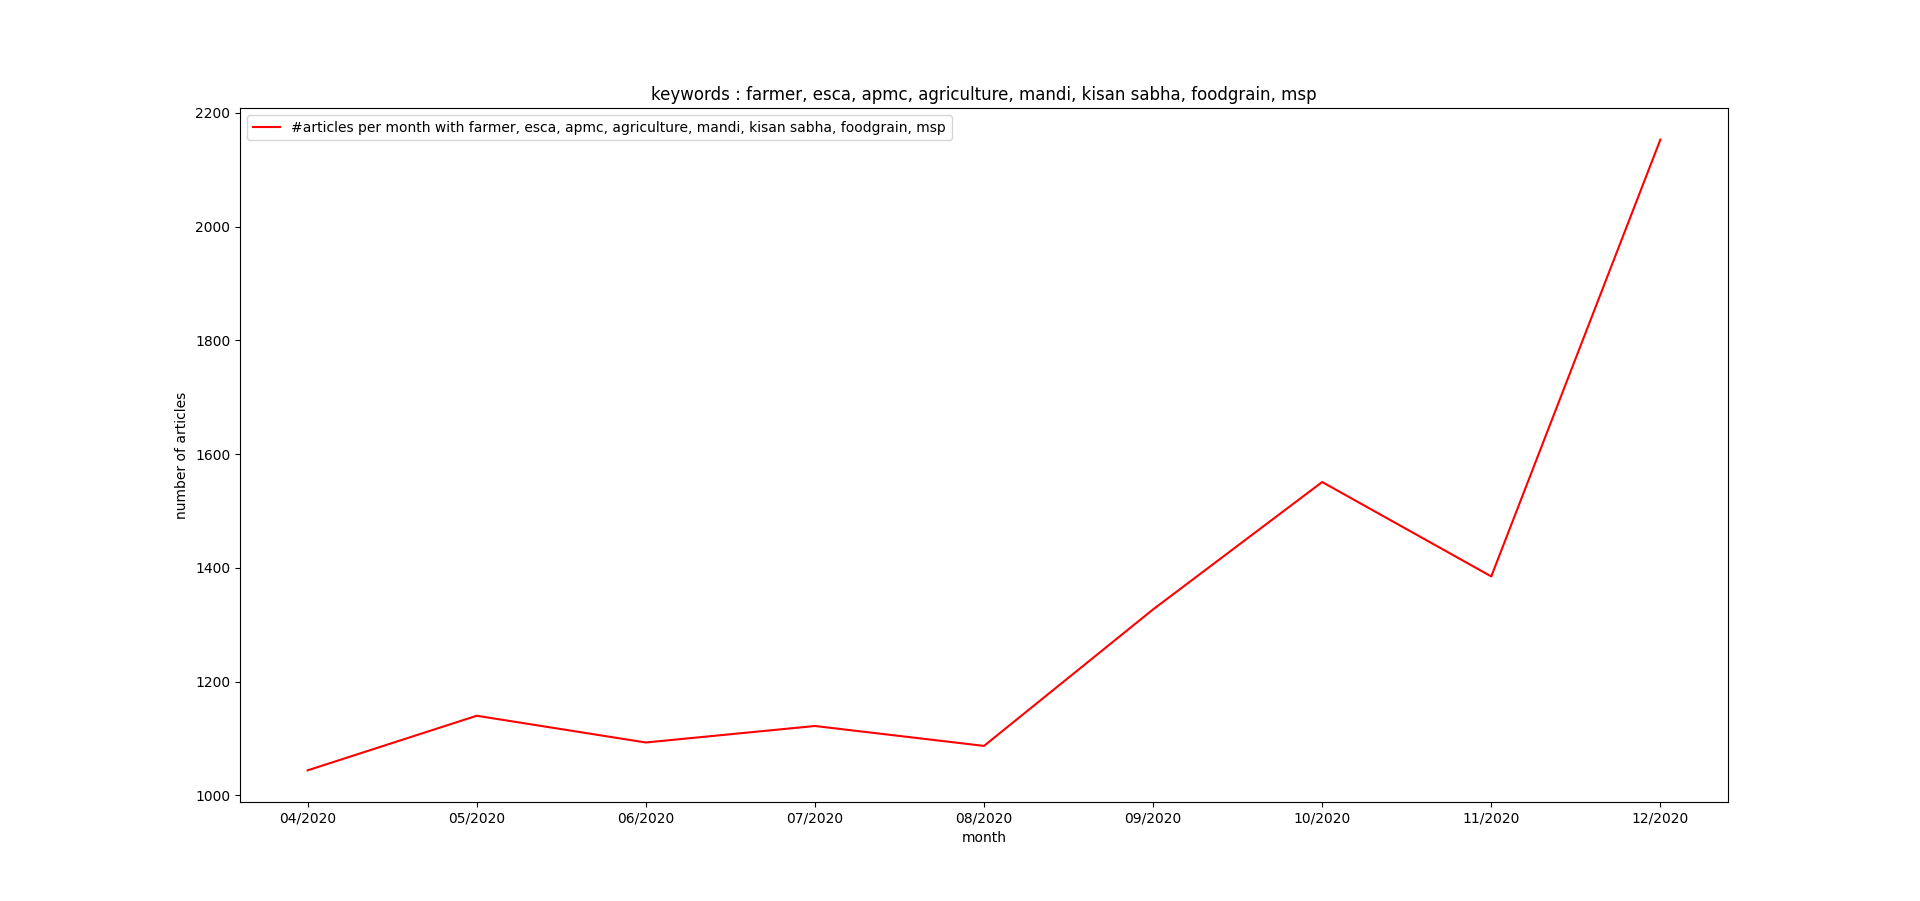 keywords : farmer, esca, apmc, agriculture, mandi, kisan sabha, foodgrain, msp
#articles per month with farmer, esca, apmc, agriculture, mandi, kisan sabha, foodgrain, msp
2200
2000
1800
1600
1400
1200
1000
number of articles
04/2020 05/2020 06/2020 07/2020 08/2020 09/2020 10/2020 11/2020 12/2020
month